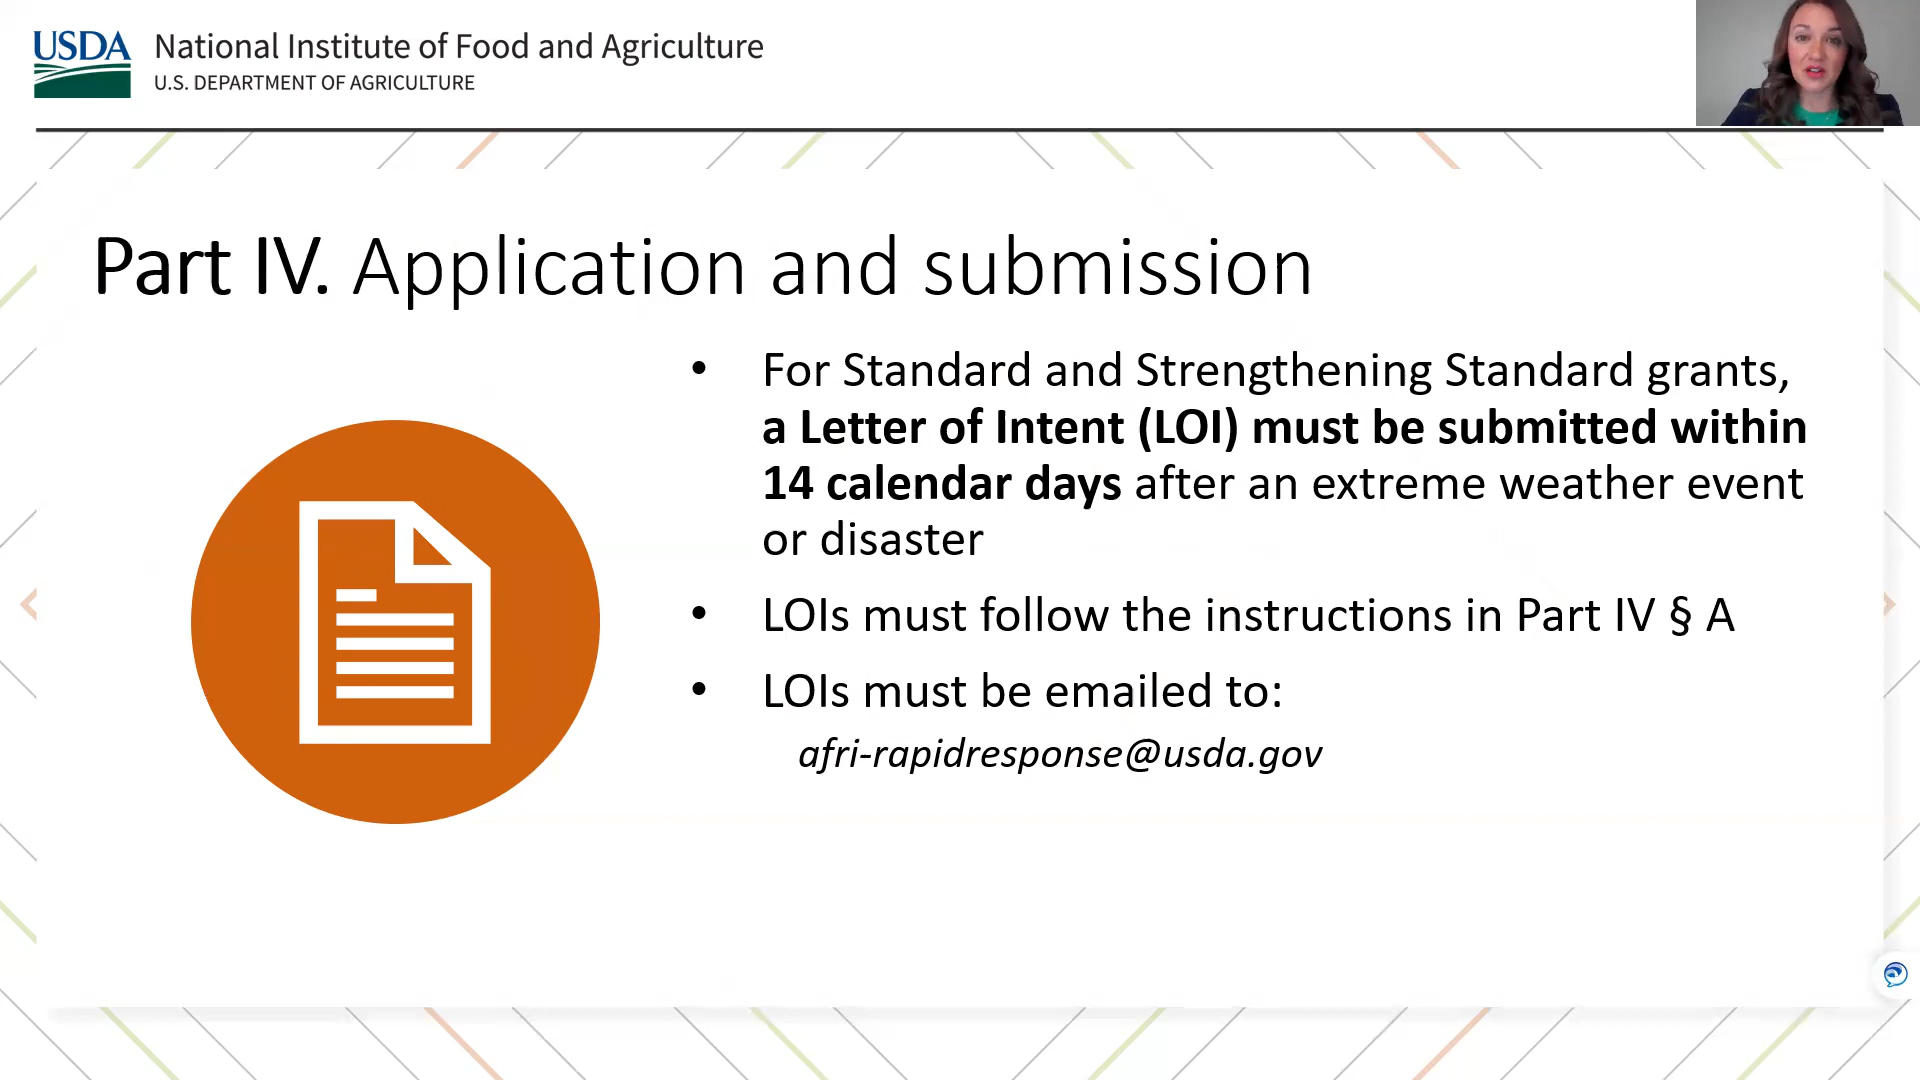 USDA
National Institute of Food and Agriculture
U.S. DEPARTMENT OF AGRICULTURE
Part IV. Application and submission
• For Standard and Strengthening Standard grants,
a Letter of Intent (LOI) must be submitted within
14 calendar days after an extreme weather event
or disaster
• LOIs must follow the instructions in Part IV § A
• LOIs must be emailed to:
afri-rapidresponse@usda.gov